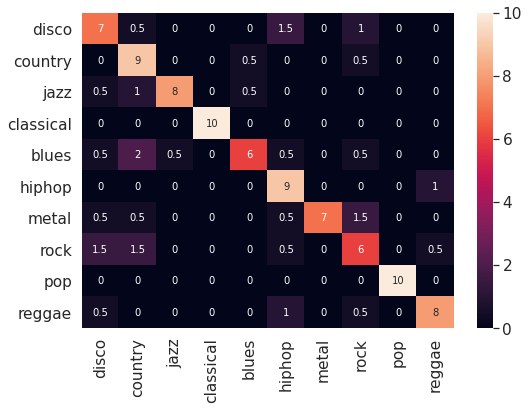 disco 7 0.5 0 0 0 1.5 0 1 0 0
country 0 9 0 0 0.5 0 0 0.5 0 0
jazz 0.5 1 8 0 0.5 0 0 0 0 0
classical 0 0 0 10 0 0 0 0 0 0
blues 0.5 2 0.5 0 6 0.5 0 0.5 0 0
hiphop 0 0 0 0 0 9 0 0 0 1
metal 0.5 0.5 0 0 0 0.5 7 1.5 0 0
rock 1.5 1.5 0 0 0 0.5 0 6 0 0.5
pop 0 0 0 0 0 0 0 0 10 0
reggae 0.5 0 0 0 0 1 0 0.5 0 8
disco country jazz classical blues hiphop metal rock pop reggae
10
8
6
4
2
0